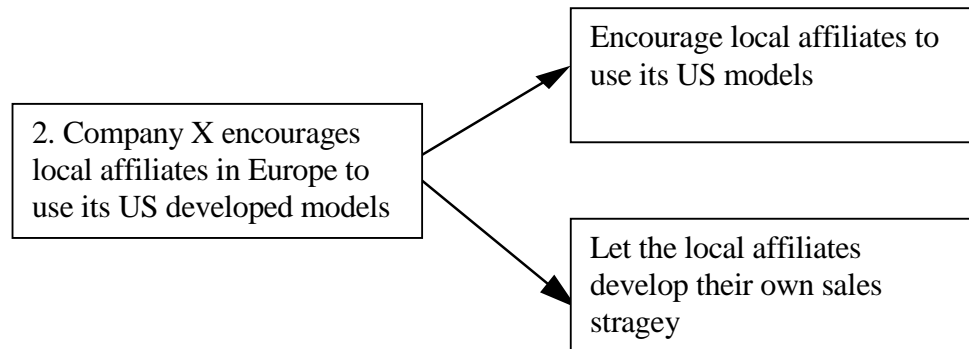 Encourage local affiliates to
use its US models
2. Company X encourages
local affiliates in Europe to
use its US developed models
Let the local affiliates
develop their own sales
stragey